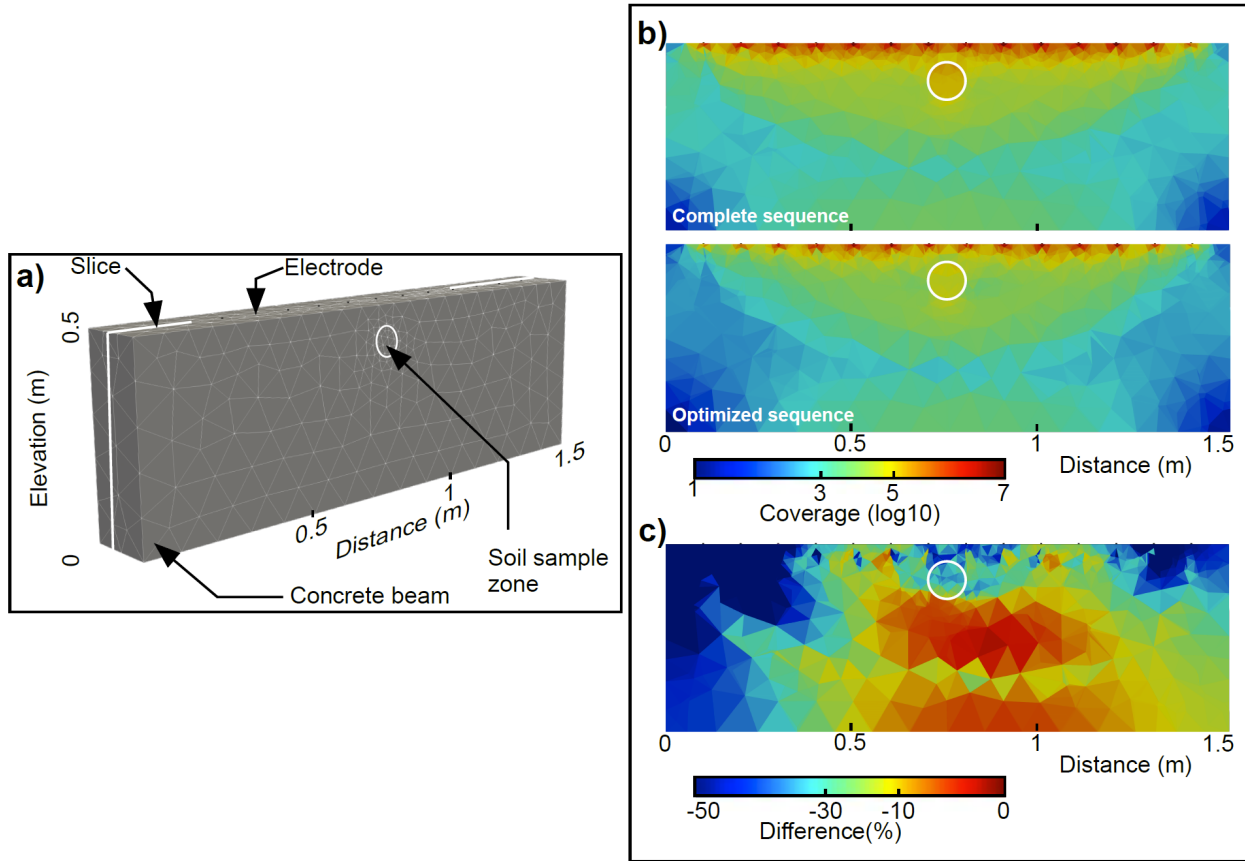 a)
Slice
Electrode
0.5
Elevation (m)
0
0.5
Distance (m)
1
1.5
Soil sample
zone
Concrete beam
b)
Complete sequence
Optimized sequence
0
0.5
1
1.5
Distance (m)
1
3
5
7
Coverage (log10)
c)
0
0.5
1
1.5
Distance (m)
-50
-30
-10
0
Difference(%)